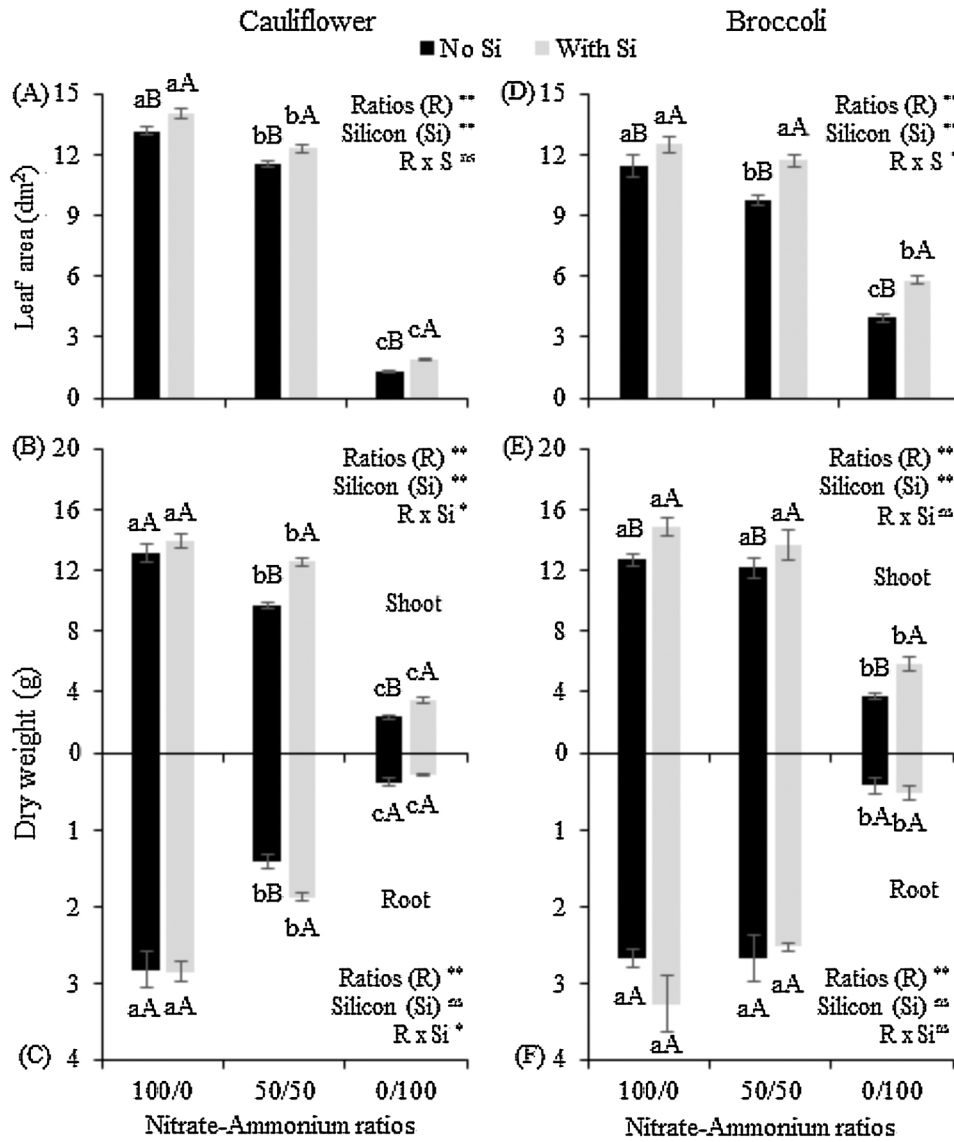 Cauliflower
Broccoli
No Si With Si
(A)
Leaf area (dm²)
15
12
9
6
3
0
aB aA
bB bA
cB cA
Ratios (R) **
Silicon (Si) **
R x S ns
(D)
15
12
9
6
3
0
aB aA
bB aA
cB bA
Ratios (R) **
Silicon (Si) **
R x S *
(B)
Dry weight (g)
20
16
12
8
4
0
aA aA
bB bA
cB cA
Ratios (R) **
Silicon (Si) **
R x Si *
Shoot
(E)
20
16
12
8
4
0
aB aA
aB aA
bB bA
Ratios (R) **
Silicon (Si) **
R x Si ns
Shoot
1
2
3
4
(C)
aA aA
bB bA
cA cA
Root
Ratios (R) **
Silicon (Si) ns
R x Si *
100/0 50/50 0/100
Nitrate-Ammonium ratios
1
2
3
4
(F)
aA aA
aA aA
bA bA
Root
Ratios (R) **
Silicon (Si) ns
R x Si ns
100/0 50/50 0/100
Nitrate-Ammonium ratios